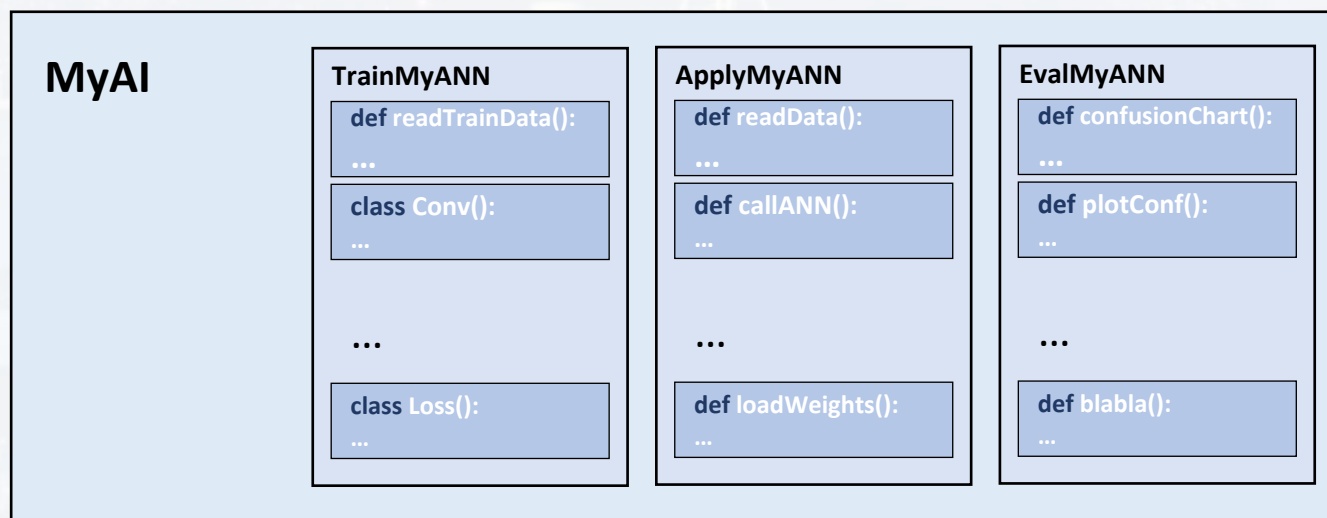 MyAI
TrainMyANN
def readTrainData():
...
class Conv():
...
...
class Loss():
...
ApplyMyANN
def readData():
...
def callANN():
...
...
def loadWeights():
...
EvalMyANN
def confusionChart():
...
def plotConf():
...
...
def blabla():
...